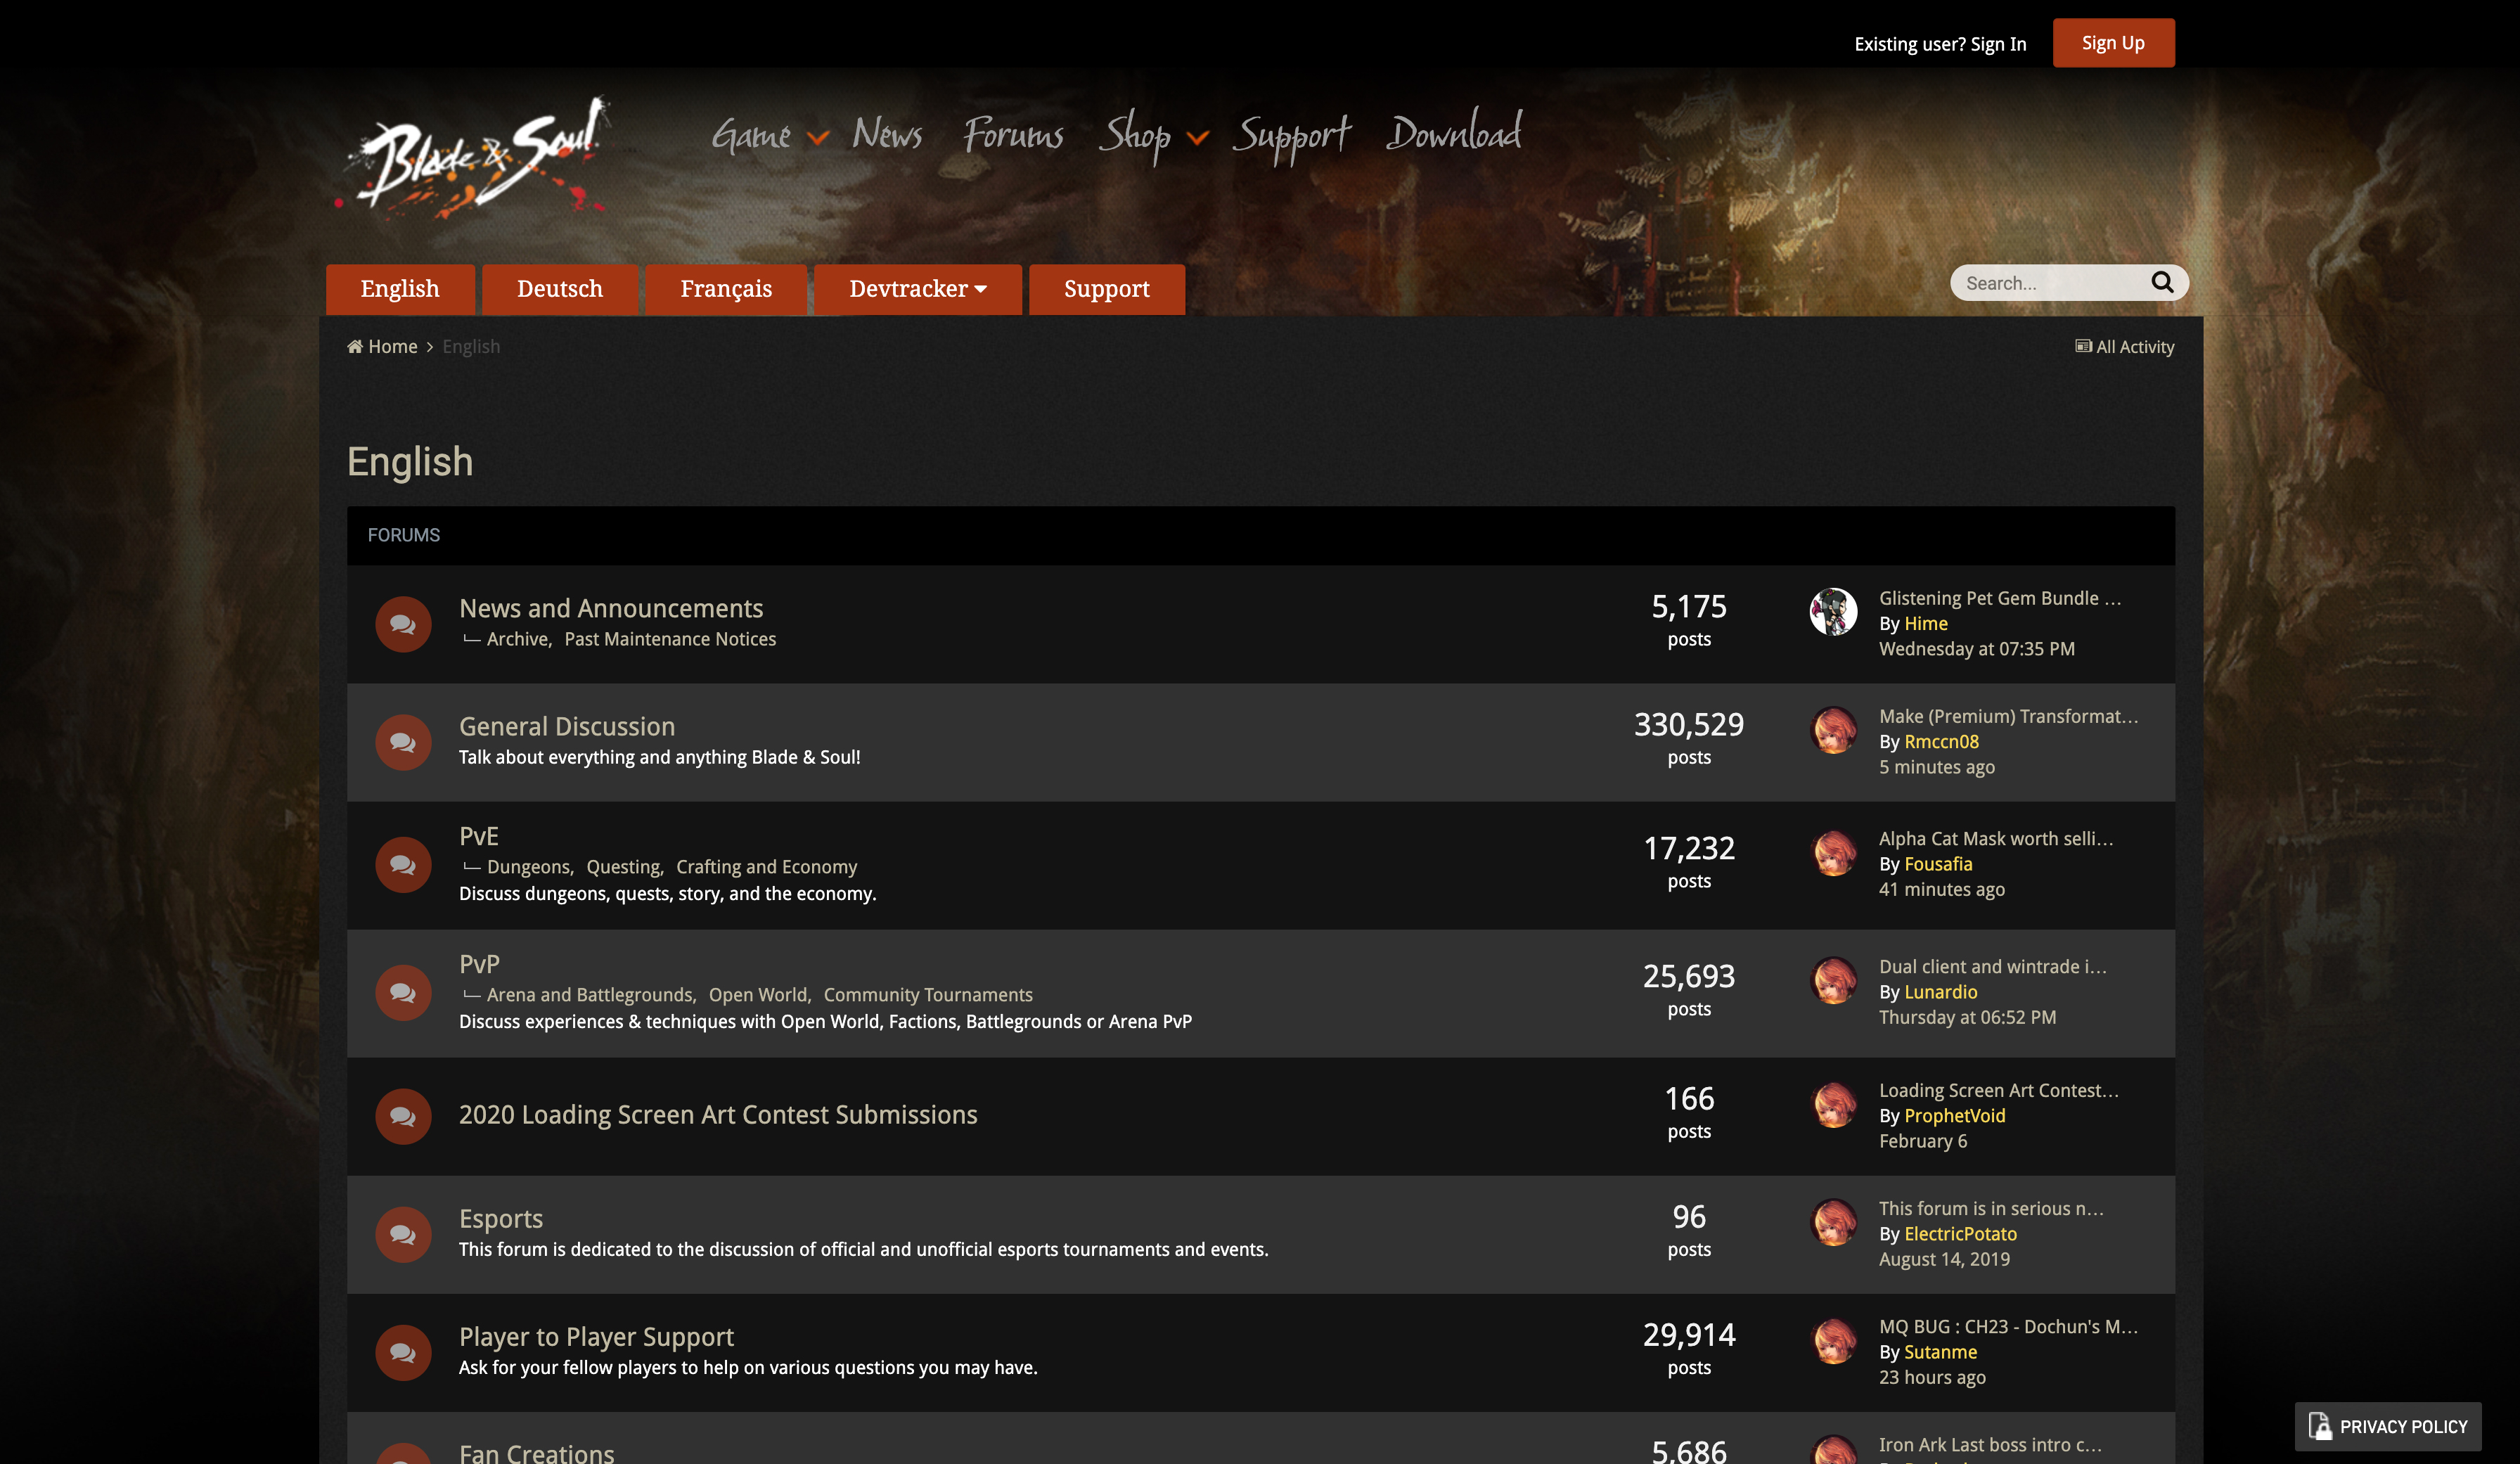 Existing user? Sign In
Sign Up
Blade & Soul
Game
News
Forums
Shop
Support
Download
English
Deutsch
Français
Devtracker
Support
Search...
Home
English
All Activity
English
FORUMS
News and Announcements
Archive, Past Maintenance Notices
5,175
posts
Glistening Pet Gem Bundle …
By Hime
Wednesday at 07:35 PM
General Discussion
Talk about everything and anything Blade & Soul!
330,529
posts
Make (Premium) Transformat…
By Rmccn08
5 minutes ago
PvE
Dungeons, Questing, Crafting and Economy
Discuss dungeons, quests, story, and the economy.
17,232
posts
Alpha Cat Mask worth selli…
By Fousafia
41 minutes ago
PvP
Arena and Battlegrounds, Open World, Community Tournaments
Discuss experiences & techniques with Open World, Factions, Battlegrounds or Arena PvP
25,693
posts
Dual client and wintrade i…
By Lunardio
Thursday at 06:52 PM
2020 Loading Screen Art Contest Submissions
166
posts
Loading Screen Art Contest…
By ProphetVoid
February 6
Esports
This forum is dedicated to the discussion of official and unofficial esports tournaments and events.
96
posts
This forum is in serious n…
By ElectricPotato
August 14, 2019
Player to Player Support
Ask for your fellow players to help on various questions you may have.
29,914
posts
MQ BUG : CH23 - Dochun's M…
By Sutanme
23 hours ago
Fan Creations
5,686
Iron Ark Last boss intro c…
PRIVACY POLICY